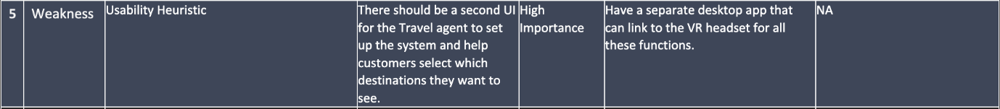 5
Weakness
Usability Heuristic
There should be a second UI
for the Travel agent to set
up the system and help
customers select which
destinations they want to
see.
High
Importance
Have a separate desktop app that
can link to the VR headset for all
these functions.
NA